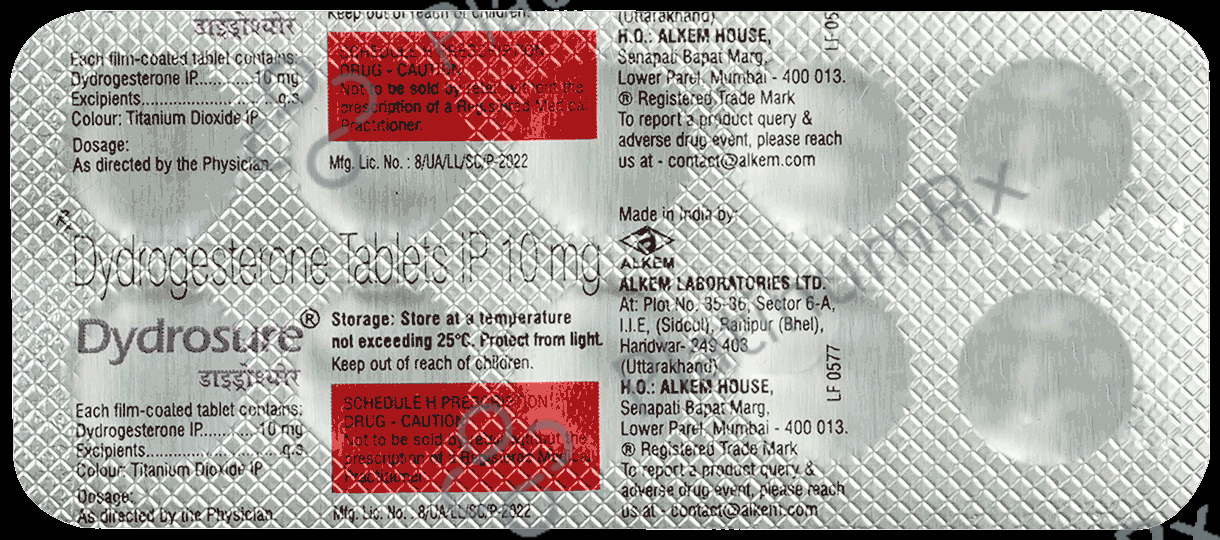 डाइड्रोश्योर
Each film-coated tablet contains:
Dydrogesterone IP..........10 mg
Excipients.......................q.s.
Colour: Titanium Dioxide IP
Dosage:
As directed by the Physician.
Keep out of reach of children.
SCHEDULE H PRESCRIPTION
DRUG - CAUTION
Not to be sold by retail without the
prescription of a Registered Medical
Practitioner.
Mfg. Lic. No. : 8/UA/LL/SC/P-2022
(Uttarakhand)
H.O.: ALKEM HOUSE,
Senapati Bapat Marg,
Lower Parel, Mumbai - 400 013.
® Registered Trade Mark
To report a product query &
adverse drug event, please reach
us at - contact@alkem.com
LF 05
Dydrogesterone Tablets IP 10 mg
Dydrosure®
डाइड्रोश्योर
Each film-coated tablet contains:
Dydrogesterone IP..........10 mg
Excipients.......................q.s.
Colour: Titanium Dioxide IP
Dosage:
As directed by the Physician.
Storage: Store at a temperature
not exceeding 25°C. Protect from light.
Keep out of reach of children.
SCHEDULE H PRESCRIPTION
DRUG - CAUTION
Not to be sold by retail without the
prescription of a Registered Medical
Practitioner.
Mfg. Lic. No. : 8/UA/LL/SC/P-2022
Made in India by:
ALKEM
ALKEM LABORATORIES LTD.
At: Plot No. 35-36, Sector 6-A,
I.I.E, (Sidcul), Ranipur (Bhel),
Haridwar- 249 403
(Uttarakhand)
H.O.: ALKEM HOUSE,
Senapati Bapat Marg,
Lower Parel, Mumbai - 400 013.
® Registered Trade Mark
To report a product query &
adverse drug event, please reach
us at - contact@alkem.com
LF 0577